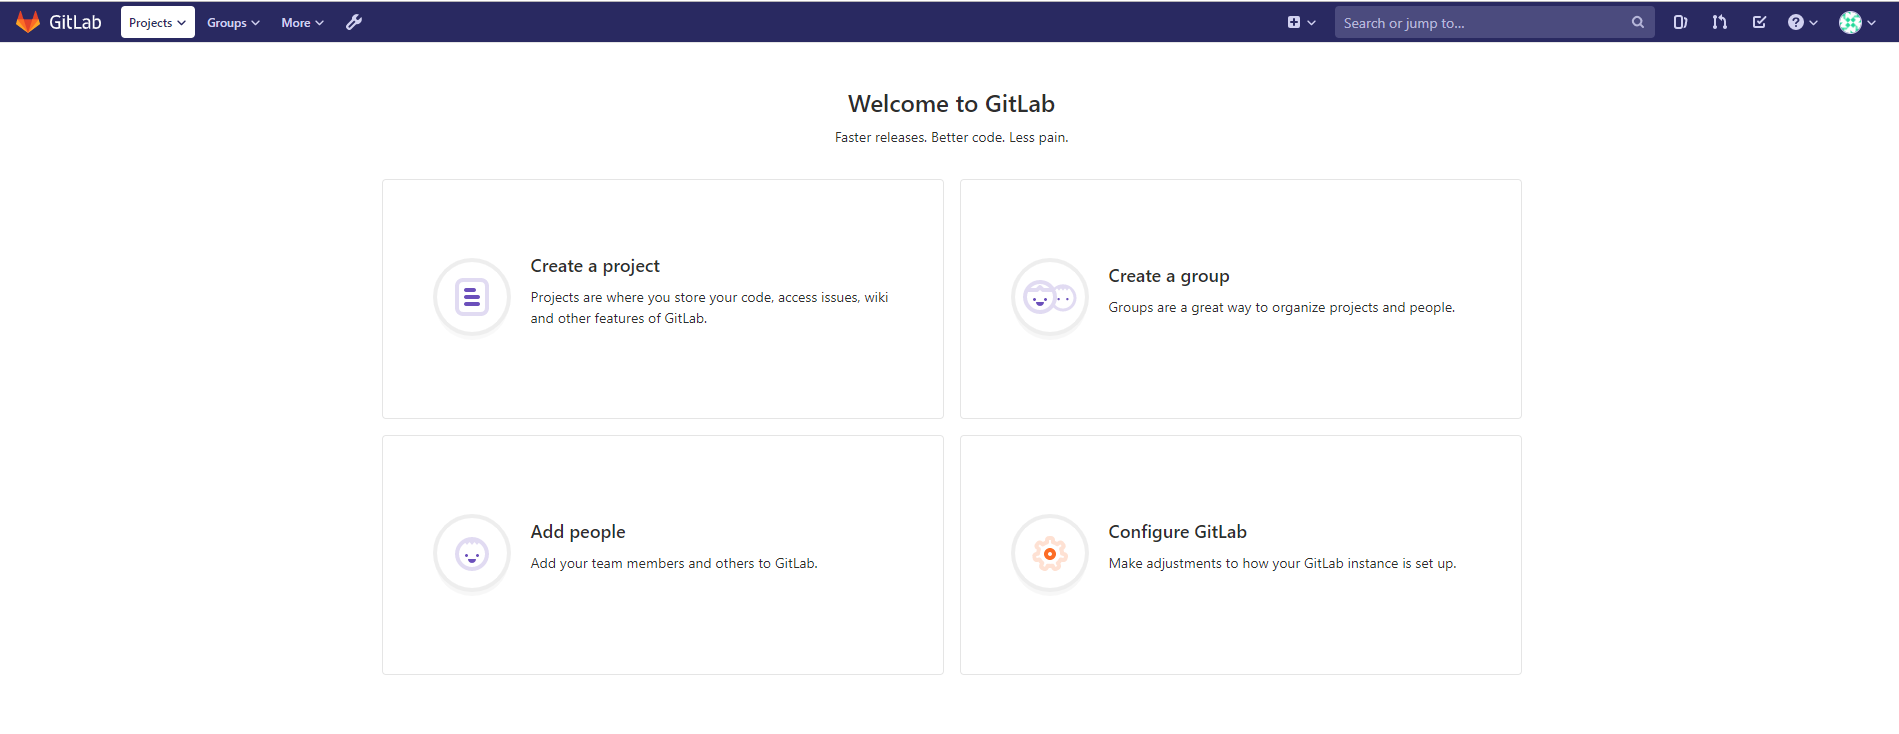 GitLab Projects Groups More Search or jump to...
Welcome to GitLab
Faster releases. Better code. Less pain.
Create a project
Projects are where you store your code, access issues, wiki
and other features of GitLab.
Create a group
Groups are a great way to organize projects and people.
Add people
Add your team members and others to GitLab.
Configure GitLab
Make adjustments to how your GitLab instance is set up.